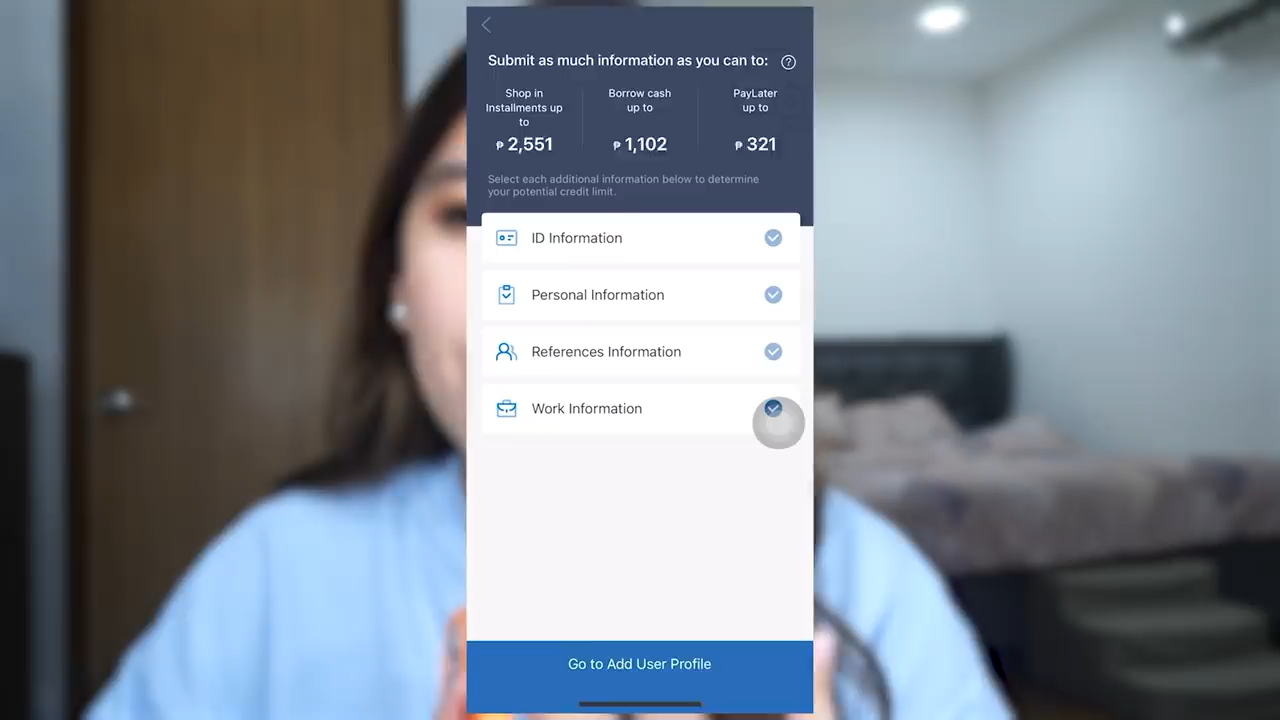 Submit as much information as you can to:
Shop in
Installments up
to
₱ 2,551
Borrow cash
up to
₱ 1,102
PayLater
up to
₱ 321
Select each additional information below to determine
your potential credit limit.
ID Information
Personal Information
References Information
Work Information
Go to Add User Profile